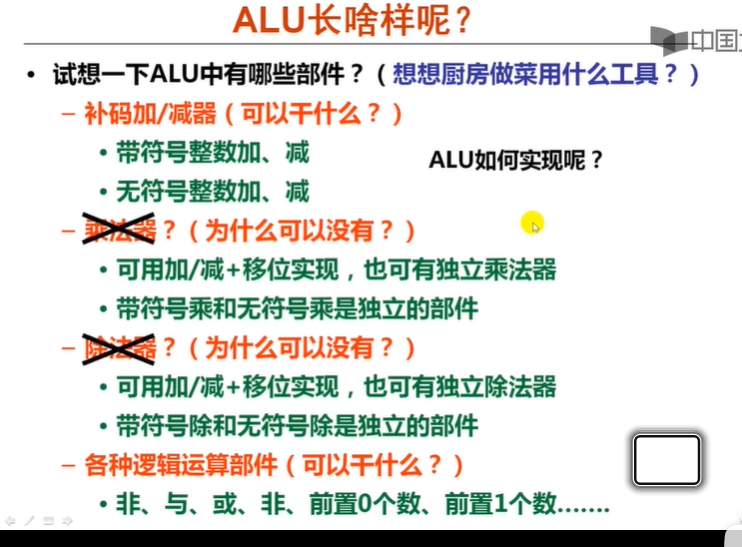 ALU长啥样呢？
中国
• 试想一下ALU中有哪些部件？（想想厨房做菜用什么工具？）
– 补码加/减器（可以干什么？）
• 带符号整数加、减
ALU如何实现呢？
• 无符号整数加、减
– 乘法器？（为什么可以没有？）
• 可用加/减+移位实现，也可有独立乘法器
• 带符号乘和无符号乘是独立的部件
– 除法器？（为什么可以没有？）
• 可用加/减+移位实现，也可有独立除法器
• 带符号除和无符号除是独立的部件
– 各种逻辑运算部件（可以干什么？）
• 非、与、或、非、前置0个数、前置1个数…….